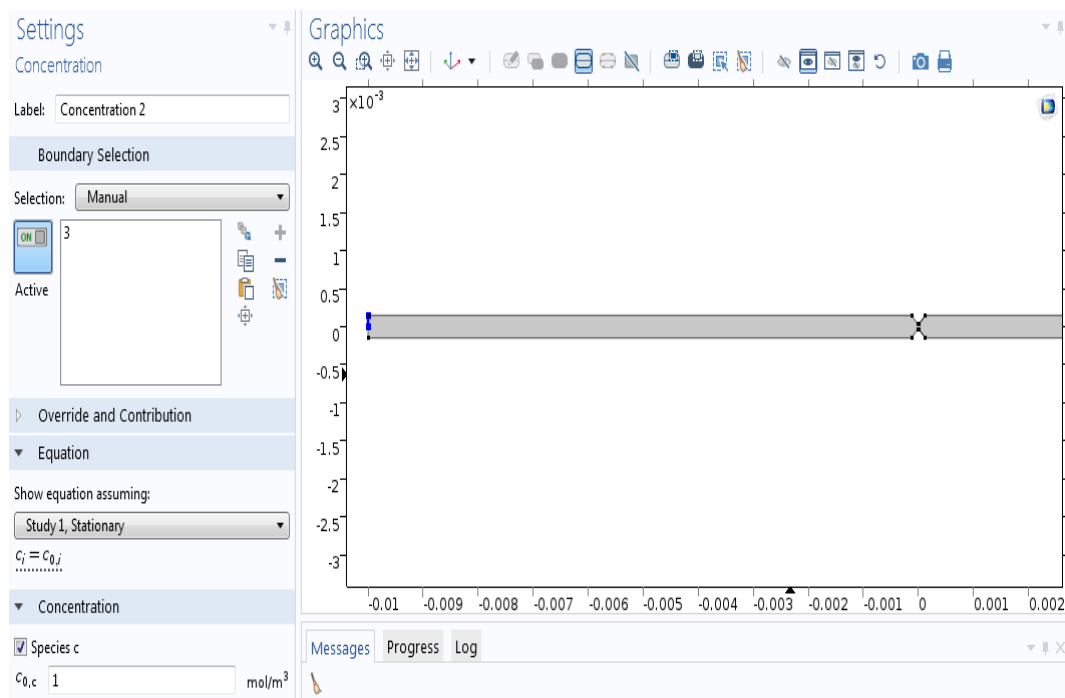 Settings
Concentration
Label: Concentration 2
Boundary Selection
Selection: Manual
ON
3
Active
Override and Contribution
Equation
Show equation assuming:
Study 1, Stationary
c_i = c_0,i
Concentration
Species c
c_0,c 1 mol/m³
Graphics
×10⁻³
3
2.5
2
1.5
1
0.5
0
-0.5
-1
-1.5
-2
-2.5
-3
-0.01 -0.009 -0.008 -0.007 -0.006 -0.005 -0.004 -0.003 -0.002 -0.001 0 0.001 0.002
Messages Progress Log